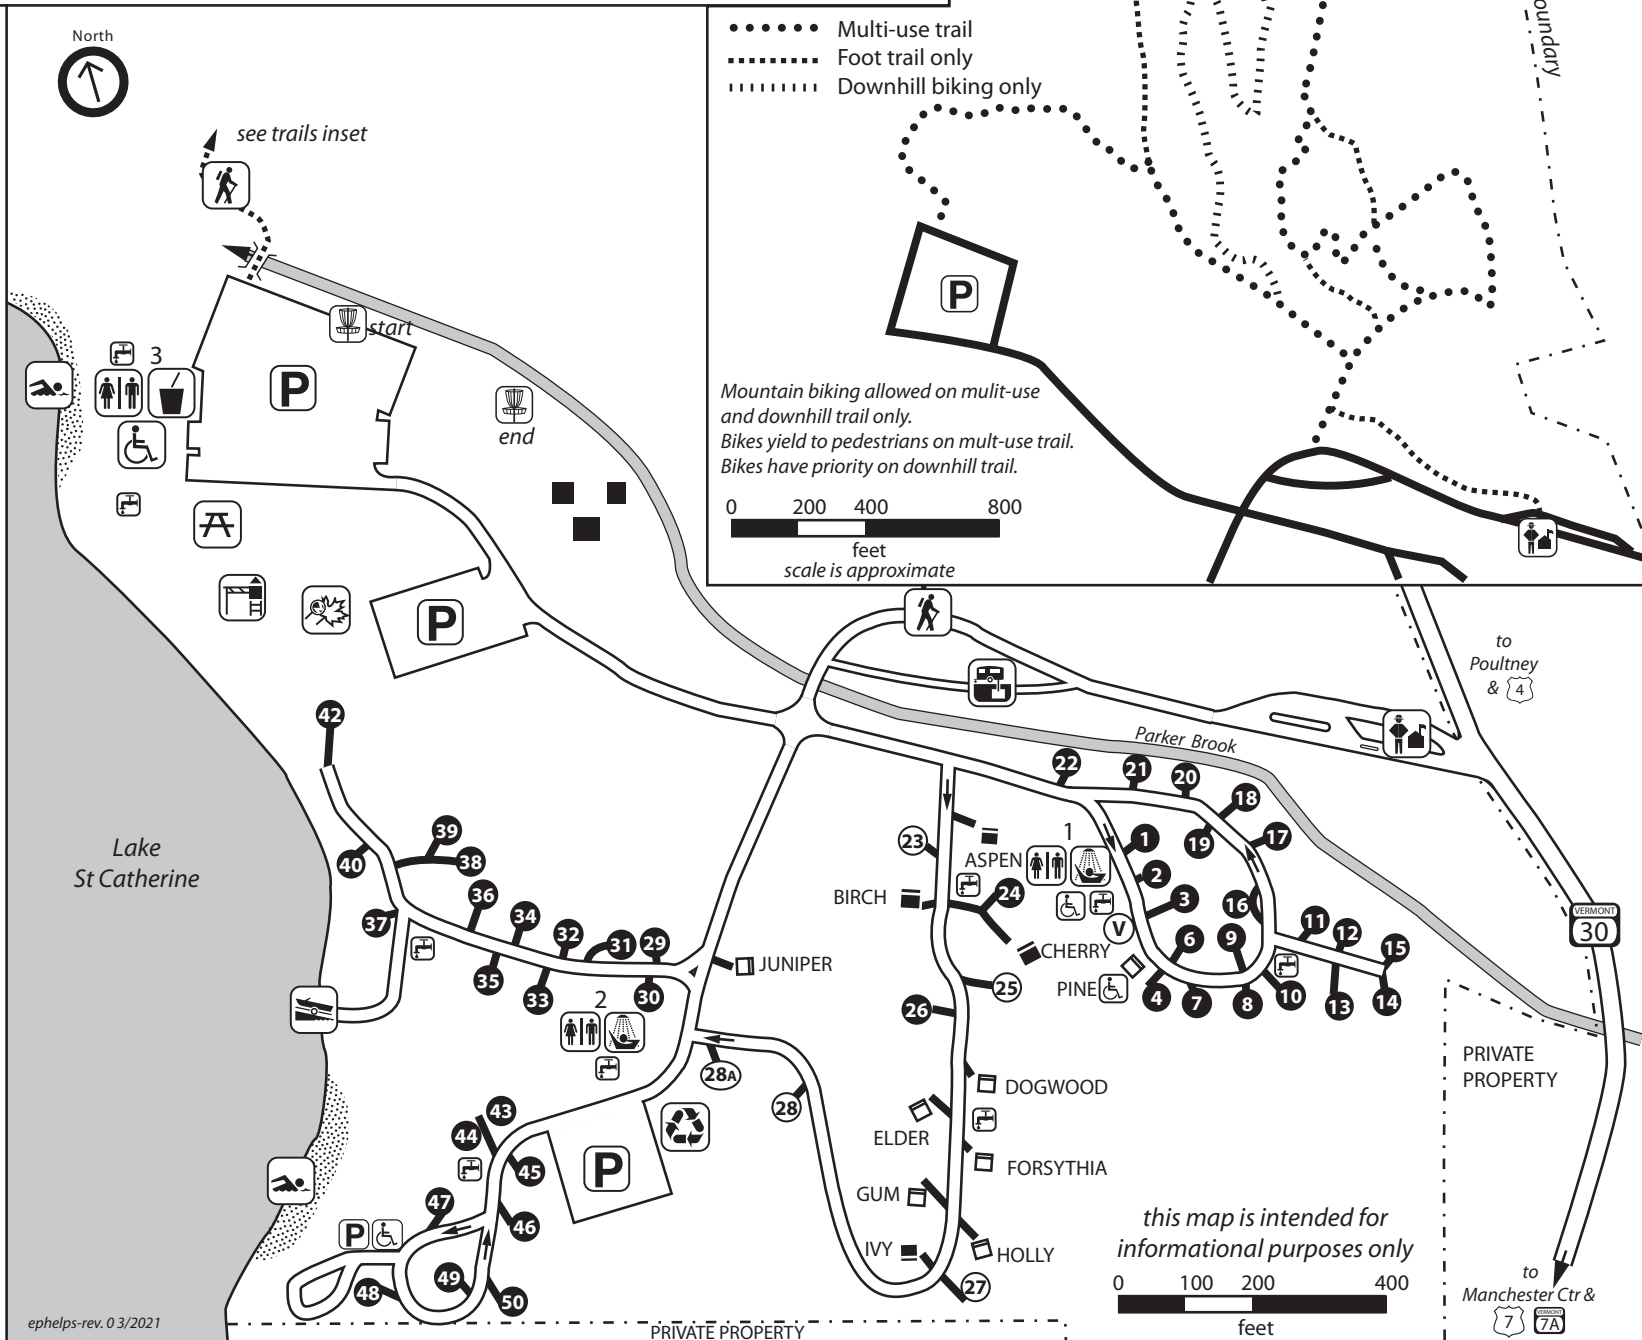 North
see trails inset
Multi-use trail
Foot trail only
Downhill biking only
oundary
P
Mountain biking allowed on mulit-use
and downhill trail only.
Bikes yield to pedestrians on mult-use trail.
Bikes have priority on downhill trail.
0 200 400 800
feet
scale is approximate
start
end
3
P
P
to
Poultney
& 4
Parker Brook
Lake
St Catherine
42
39
38
40
36
37
34
32
31
29
35
33
30
2
JUNIPER
22
21
20
18
19
17
1
1
2
3
16
ASPEN
23
BIRCH
24
CHERRY
V
PINE
6
9
11
12
15
4
7
8
10
13
14
25
26
28A
28
DOGWOOD
ELDER
FORSYTHIA
GUM
HOLLY
IVY
27
VERMONT
30
PRIVATE
PROPERTY
43
44
45
P
47
46
P
49
48
50
this map is intended for
informational purposes only
0 100 200 400
feet
to
Manchester Ctr &
7 VERMONT 7A
ephelps-rev. 0 3/2021
PRIVATE PROPERTY